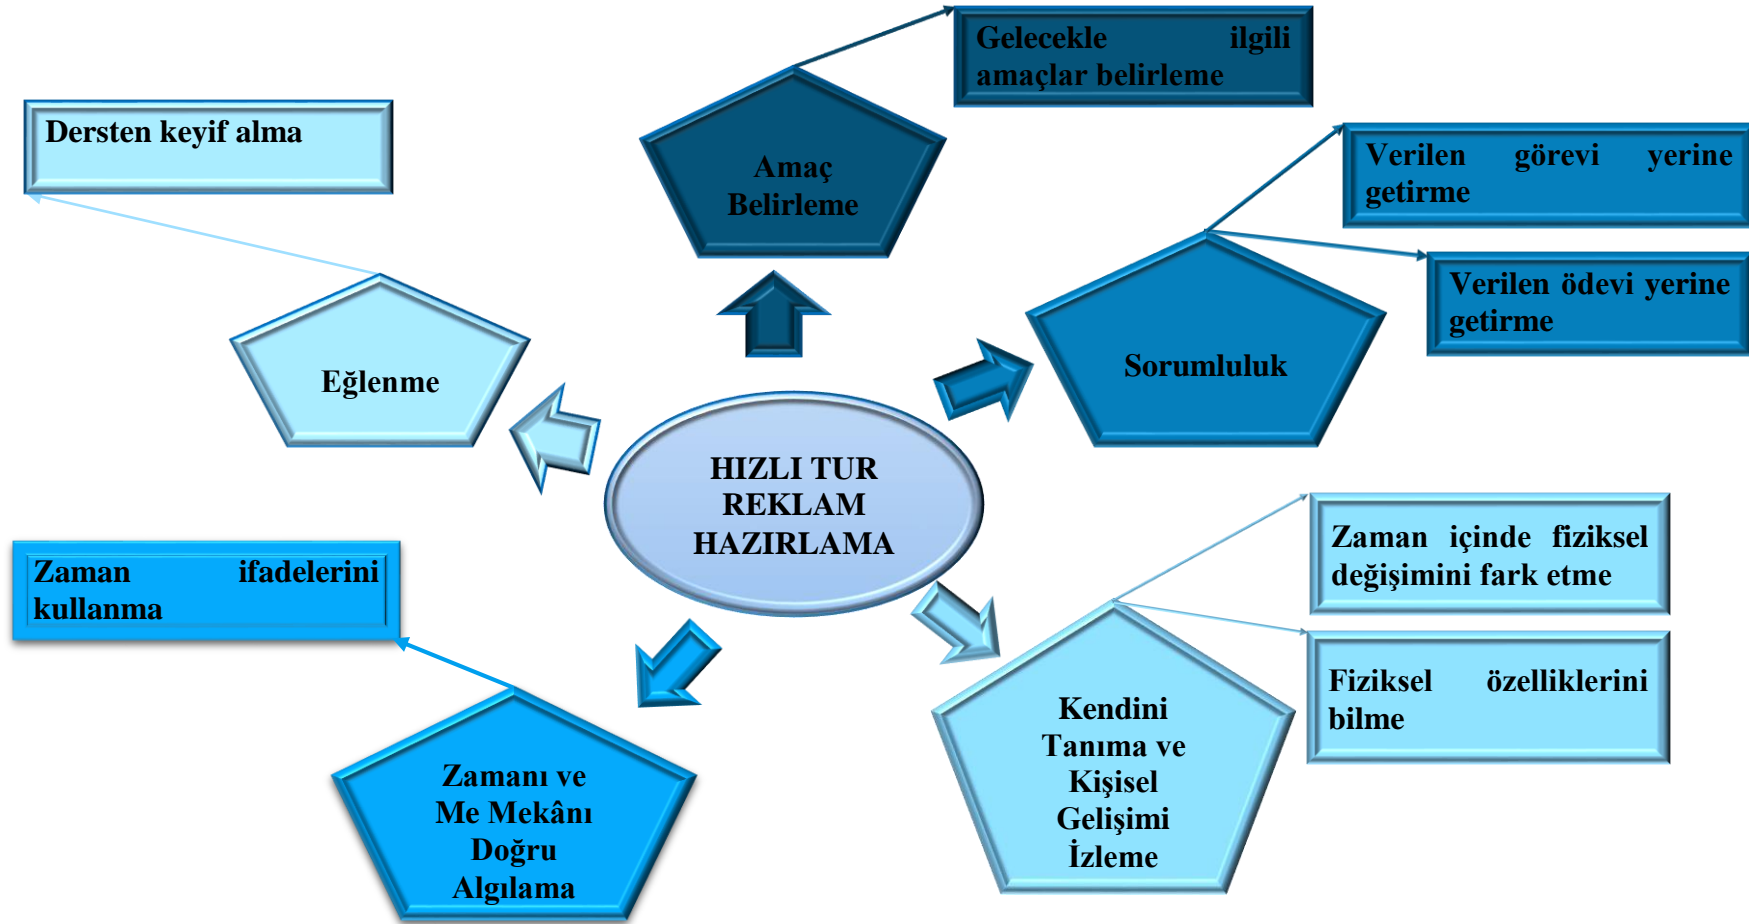 Gelecekle ilgili
amaçlar belirleme
Dersten keyif alma
Amaç
Belirleme
Verilen görevi yerine
getirme
Verilen ödevi yerine
getirme
Sorumluluk
Eğlenme
HIZLI TUR
REKLAM
HAZIRLAMA
Zaman ifadelerini
kullanma
Zaman içinde fiziksel
değişimini fark etme
Fiziksel özelliklerini
bilme
Kendini
Tanıma ve
Kişisel
Gelişimi
İzleme
Zamanı ve
Me Mekânı
Doğru
Algılama